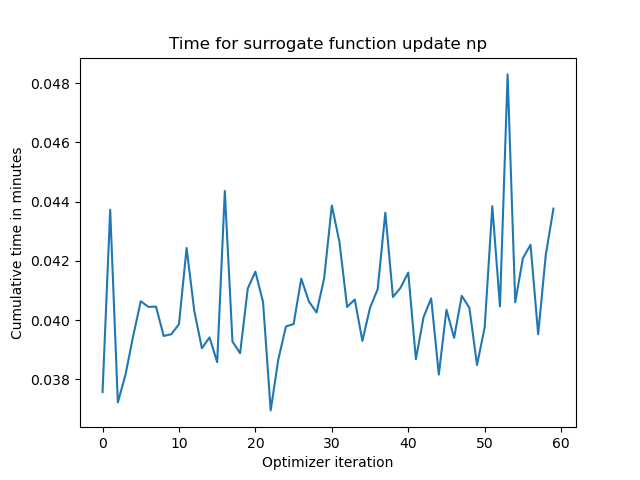 Time for surrogate function update np
Cumulative time in minutes
0.048
0.046
0.044
0.042
0.040
0.038
0 10 20 30 40 50 60
Optimizer iteration